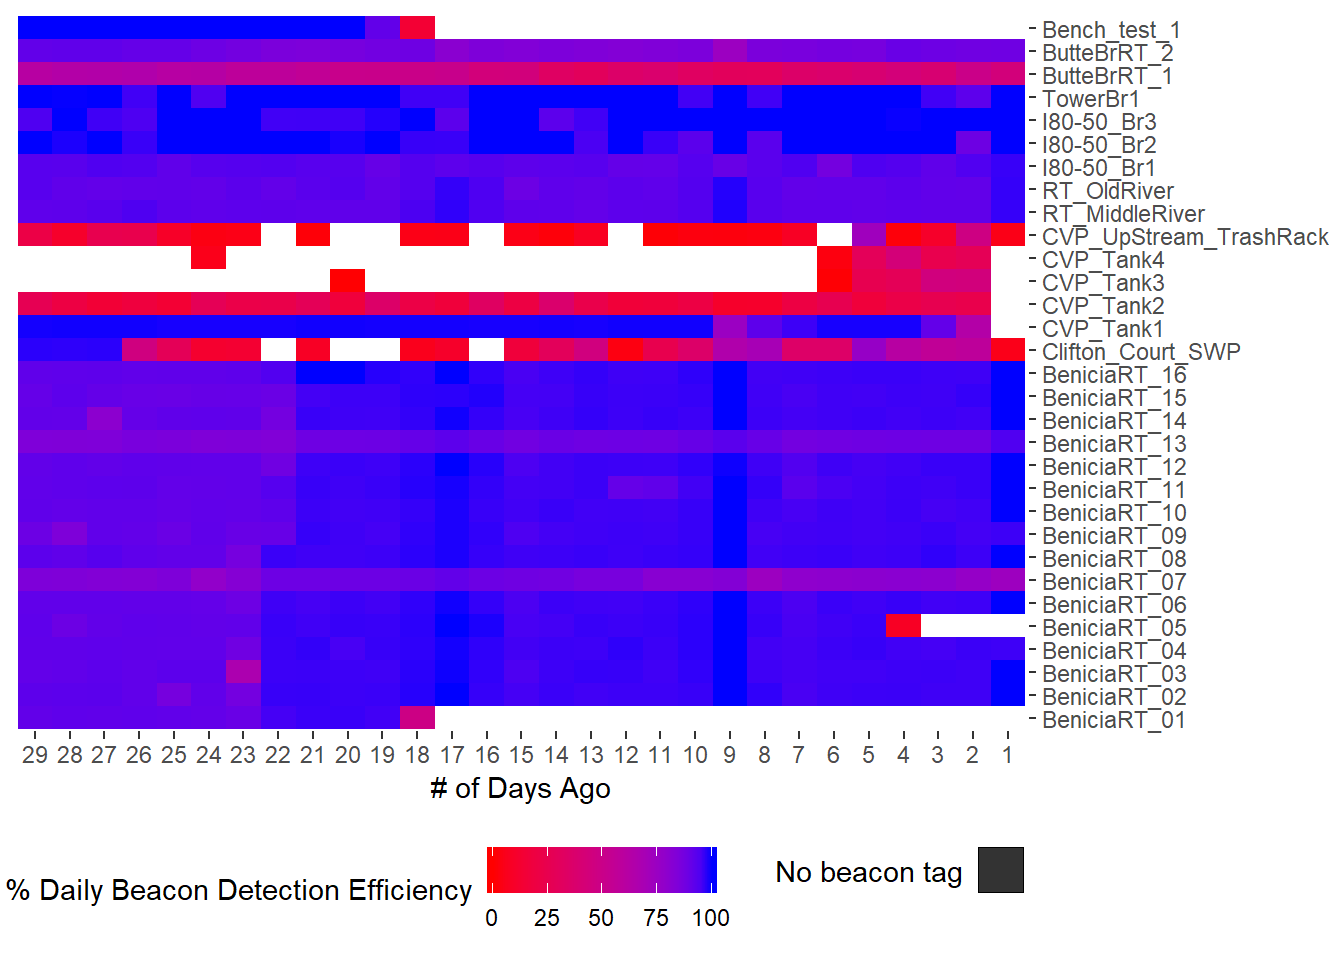 Bench_test_1
ButteBrRT_2
ButteBrRT_1
TowerBr1
I80-50_Br3
I80-50_Br2
I80-50_Br1
RT_OldRiver
RT_MiddleRiver
CVP_UpStream_TrashRack
CVP_Tank4
CVP_Tank3
CVP_Tank2
CVP_Tank1
Clifton_Court_SWP
BeniciaRT_16
BeniciaRT_15
BeniciaRT_14
BeniciaRT_13
BeniciaRT_12
BeniciaRT_11
BeniciaRT_10
BeniciaRT_09
BeniciaRT_08
BeniciaRT_07
BeniciaRT_06
BeniciaRT_05
BeniciaRT_04
BeniciaRT_03
BeniciaRT_02
BeniciaRT_01
29 28 27 26 25 24 23 22 21 20 19 18 17 16 15 14 13 12 11 10 9 8 7 6 5 4 3 2 1
# of Days Ago
% Daily Beacon Detection Efficiency
0 25 50 75 100
No beacon tag